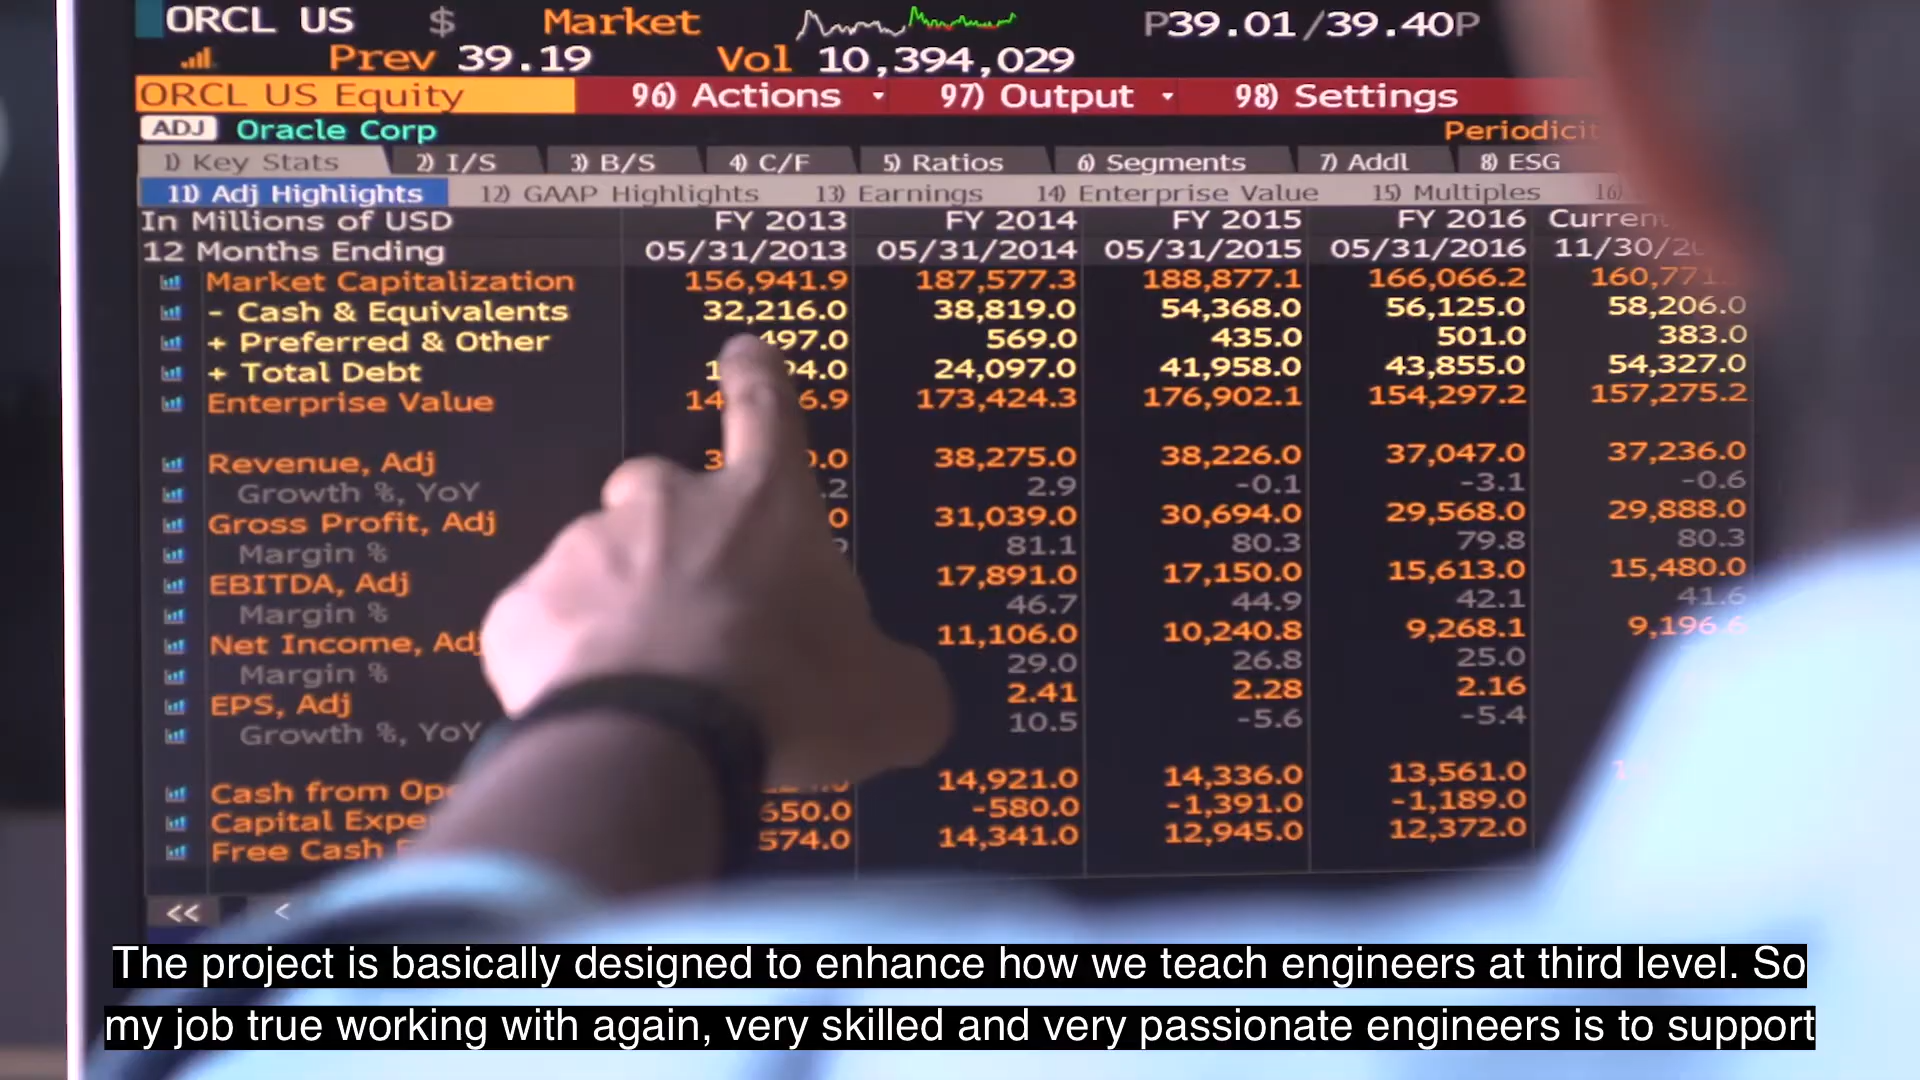 ORCL US $ Market P39.01/39.40P
Prev 39.19 Vol 10,394,029
ORCL US Equity 96) Actions 97) Output 98) Settings
ADJ Oracle Corp
1) Key Stats 2) I/S 3) B/S 4) C/F 5) Ratios 6) Segments 7) Addl 8) ESG
11) Adj Highlights 12) GAAP Highlights 13) Earnings 14) Enterprise Value 15) Multiples 16)
In Millions of USD FY 2013 FY 2014 FY 2015 FY 2016
12 Months Ending 05/31/2013 05/31/2014 05/31/2015 05/31/2016
Market Capitalization 156,941.9 187,577.3 188,877.1 166,066.2
- Cash & Equivalents 32,216.0 38,819.0 54,368.0 56,125.0 58,206.0
+ Preferred & Other 497.0 569.0 435.0 501.0 383.0
+ Total Debt 24,097.0 41,958.0 43,855.0 54,327.0
Enterprise Value 173,424.3 176,902.1 154,297.2 157,275.2
Revenue, Adj 38,275.0 38,226.0 37,047.0 37,236.0
Growth %, YoY 2.9 -0.1 -3.1 -0.6
Gross Profit, Adj 31,039.0 30,694.0 29,568.0 29,888.0
Margin % 81.1 80.3 79.8 80.3
EBITDA, Adj 17,891.0 17,150.0 15,613.0 15,480.0
Margin % 46.7 44.9 42.1 41.6
Net Income, Adj 11,106.0 10,240.8 9,268.1 9,196.6
Margin % 29.0 26.8 25.0
EPS, Adj 2.41 2.28 2.16
Growth %, YoY 10.5 -5.6 -5.4
Cash from 14,921.0 14,336.0 13,561.0
Capital 650.0 -580.0 -1,391.0 -1,189.0
Free Cash 574.0 14,341.0 12,945.0 12,372.0
<< <
The project is basically designed to enhance how we teach engineers at third level. So
my job true working with again, very skilled and very passionate engineers is to support